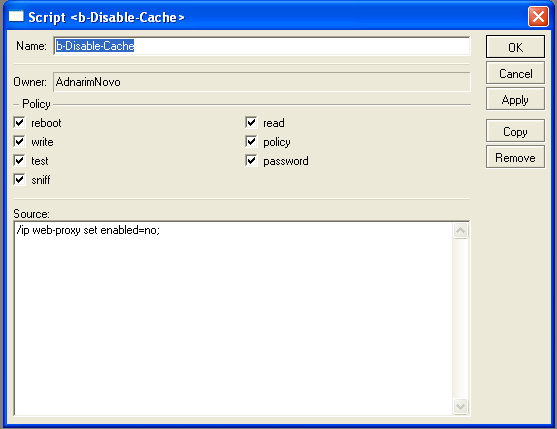 Script <b-Disable-Cache>
Name: b-Disable-Cache
OK
Owner: AdnarimNovo
Cancel
Policy
Apply
reboot read
write policy
Copy
test password
Remove
sniff
Source:
/ip web-proxy set enabled=no;